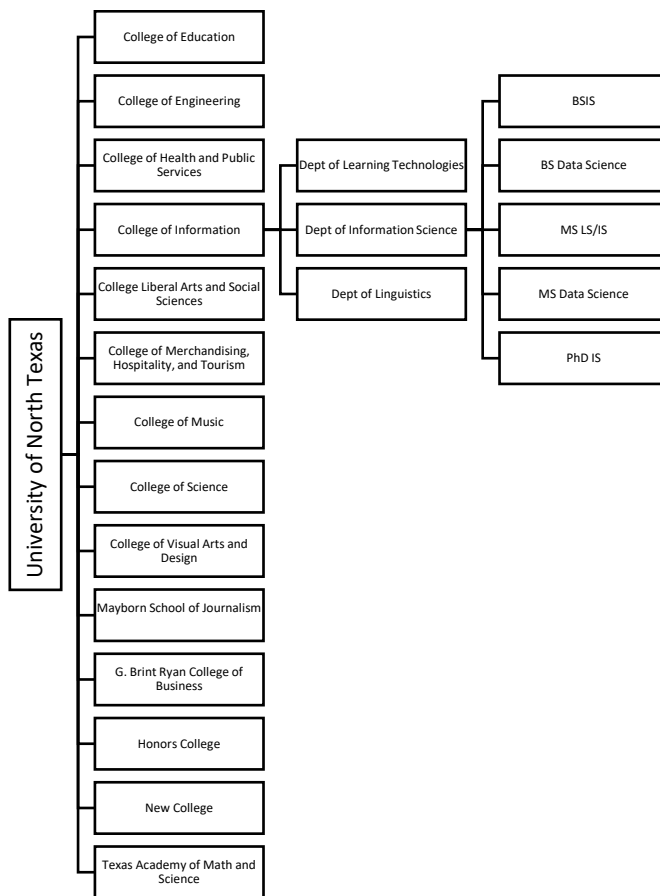 University of North Texas
College of Education
College of Engineering
College of Health and Public
Services
College of Information
College Liberal Arts and Social
Sciences
College of Merchandising,
Hospitality, and Tourism
College of Music
College of Science
College of Visual Arts and
Design
Mayborn School of Journalism
G. Brint Ryan College of
Business
Honors College
New College
Texas Academy of Math and
Science
Dept of Learning Technologies
Dept of Information Science
Dept of Linguistics
BSIS
BS Data Science
MS LS/IS
MS Data Science
PhD IS